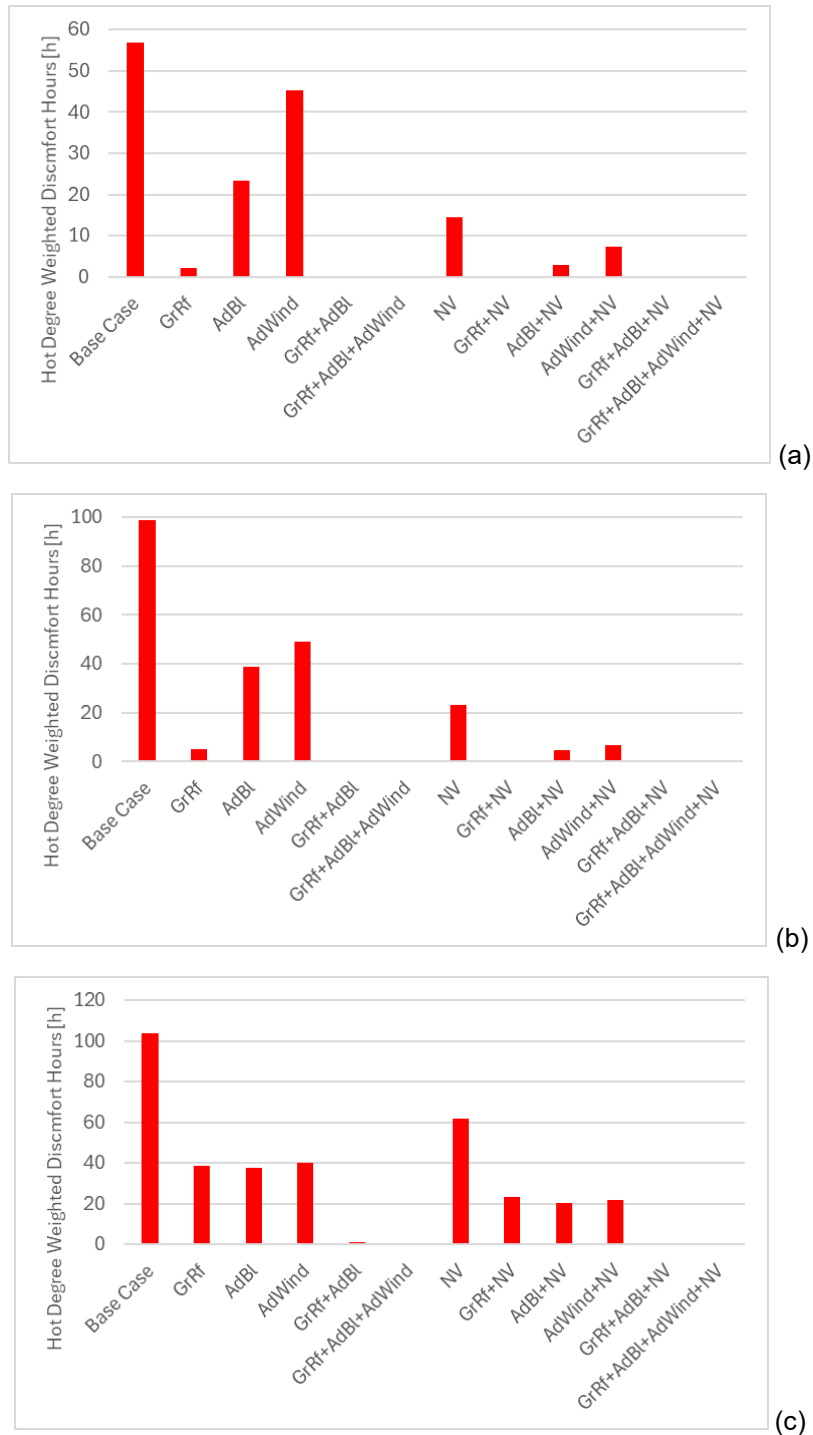 Hot Degree Weighted Discmfort Hours [h]
60
50
40
30
20
10
0
Base Case
GrRf
AdBl
AdWind
GrRf+AdBl
GrRf+AdBl+AdWind
NV
GrRf+NV
AdBl+NV
AdWind+NV
GrRf+AdBl+NV
GrRf+AdBl+AdWind+NV
(a)
Hot Degree Weighted Discmfort Hours [h]
100
80
60
40
20
0
Base Case
GrRf
AdBl
AdWind
GrRf+AdBl
GrRf+AdBl+AdWind
NV
GrRf+NV
AdBl+NV
AdWind+NV
GrRf+AdBl+NV
GrRf+AdBl+AdWind+NV
(b)
Hot Degree Weighted Discmfort Hours [h]
120
100
80
60
40
20
0
Base Case
GrRf
AdBl
AdWind
GrRf+AdBl
GrRf+AdBl+AdWind
NV
GrRf+NV
AdBl+NV
AdWind+NV
GrRf+AdBl+NV
GrRf+AdBl+AdWind+NV
(c)